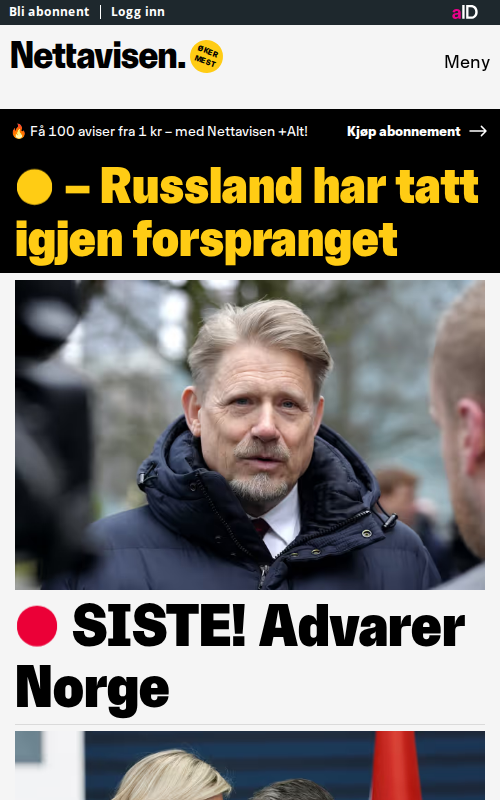 Bli abonnent | Logg inn
aID
Nettavisen.
ØKER
MEST
Meny
🔥 Få 100 aviser fra 1 kr – med Nettavisen +Alt!
Kjøp abonnement →
– Russland har tatt
igjen forspranget
SISTE! Advarer
Norge